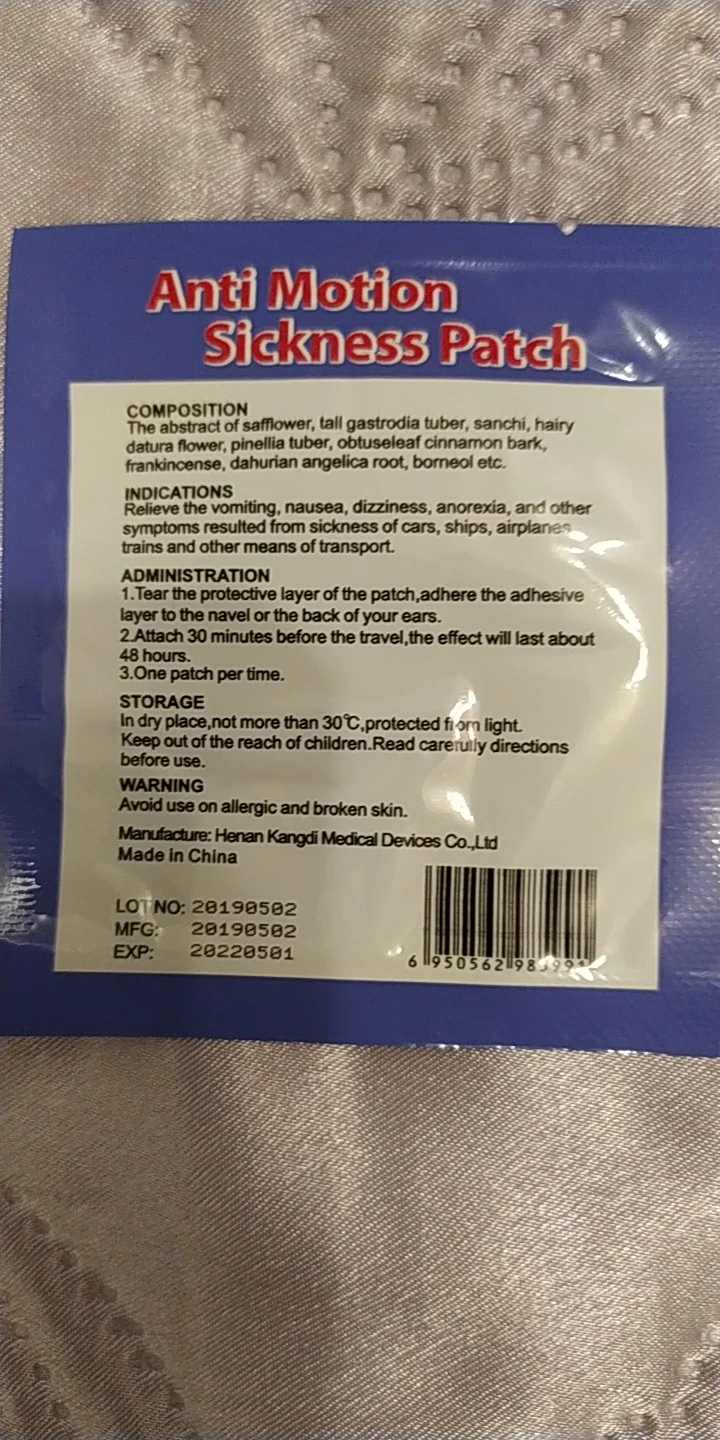 Anti Motion
Sickness Patch
COMPOSITION
The abstract of safflower, tall gastrodia tuber, sanchi, hairy
datura flower, pinellia tuber, obtuseleaf cinnamon bark,
frankincense, dahurian angelica root, borneol etc.
INDICATIONS
Relieve the vomiting, nausea, dizziness, anorexia, and other
symptoms resulted from sickness of cars, ships, airplanes
trains and other means of transport.
ADMINISTRATION
1.Tear the protective layer of the patch,adhere the adhesive
layer to the navel or the back of your ears.
2.Attach 30 minutes before the travel,the effect will last about
48 hours.
3.One patch per time.
STORAGE
In dry place,not more than 30℃,protected from light.
Keep out of the reach of children.Read carefully directions
before use.
WARNING
Avoid use on allergic and broken skin.
Manufacture: Henan Kangdi Medical Devices Co.,Ltd
Made in China
LOT NO: 20190502
MFG: 20190502
EXP: 20220501
6 950562